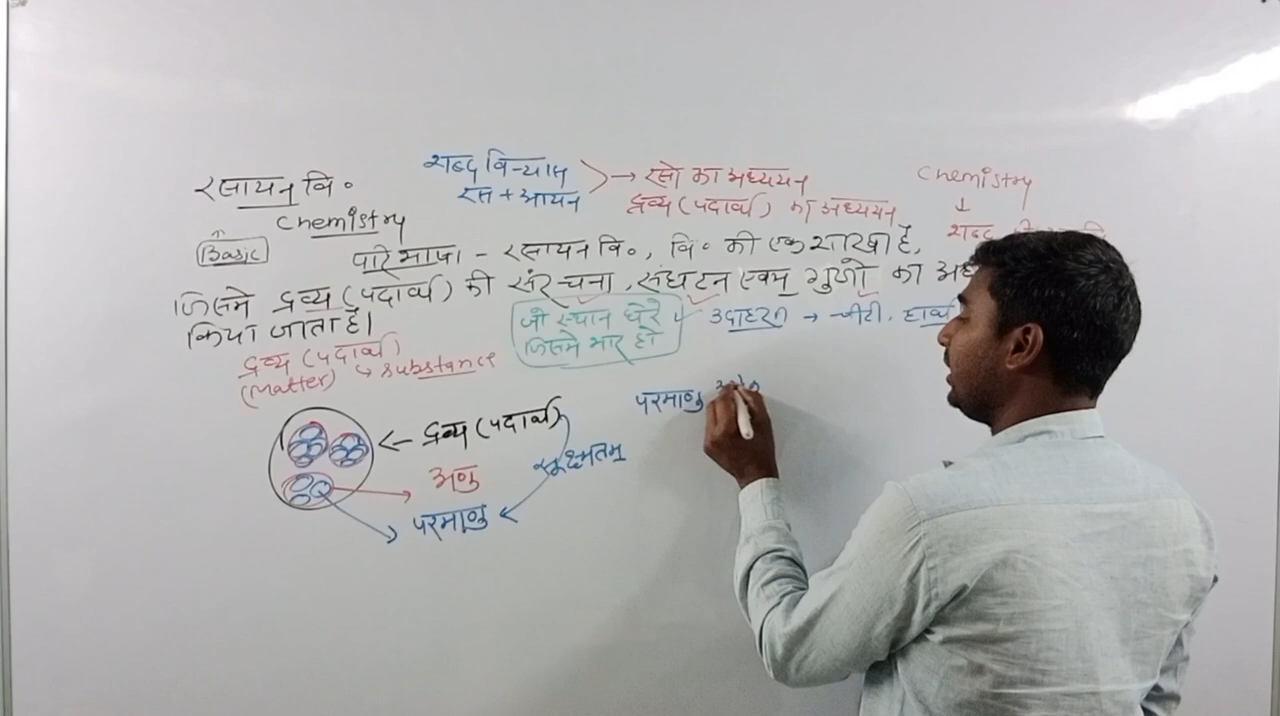 रसायन वि०
शब्द विन्यास
रस + आयन
→ रसो का अध्ययन
द्रव्य (पदार्थ) का अध्ययन
Chemistry
↓
शब्द
Chemistry
Basic
परिभाषा - रसायन वि०, वि० की एक शाखा है,
जिसमे द्रव्य (पदार्थ) की संरचना, संघटन एवम् गुणो का
किया जाता है।
जो स्थान घेरे
जिसमे भार हो
उदाहरन → चीटी,
द्रव्य (पदार्थ)
(Matter) ↳ substance
← द्रव्य (पदार्थ)
अणु
परमाणु
सूक्ष्मतम्
परमाणु